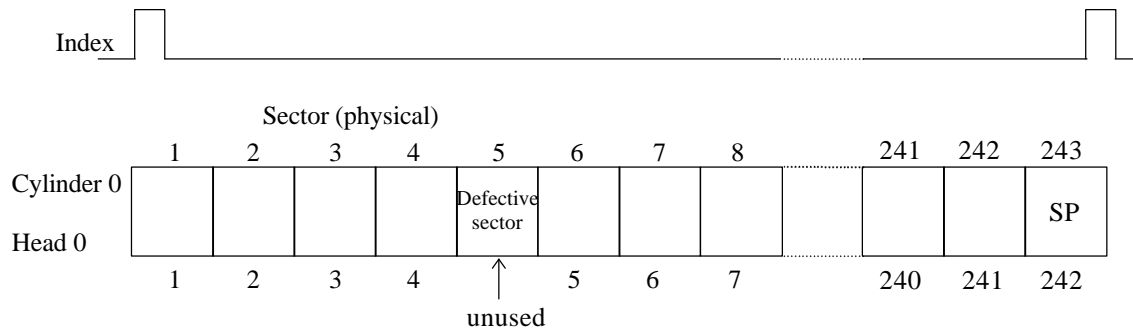 Index
Sector (physical)
1 2 3 4 5 6 7 8 241 242 243
Cylinder 0
Defective
sector
SP
Head 0
1 2 3 4 5 6 7 240 241 242
unused